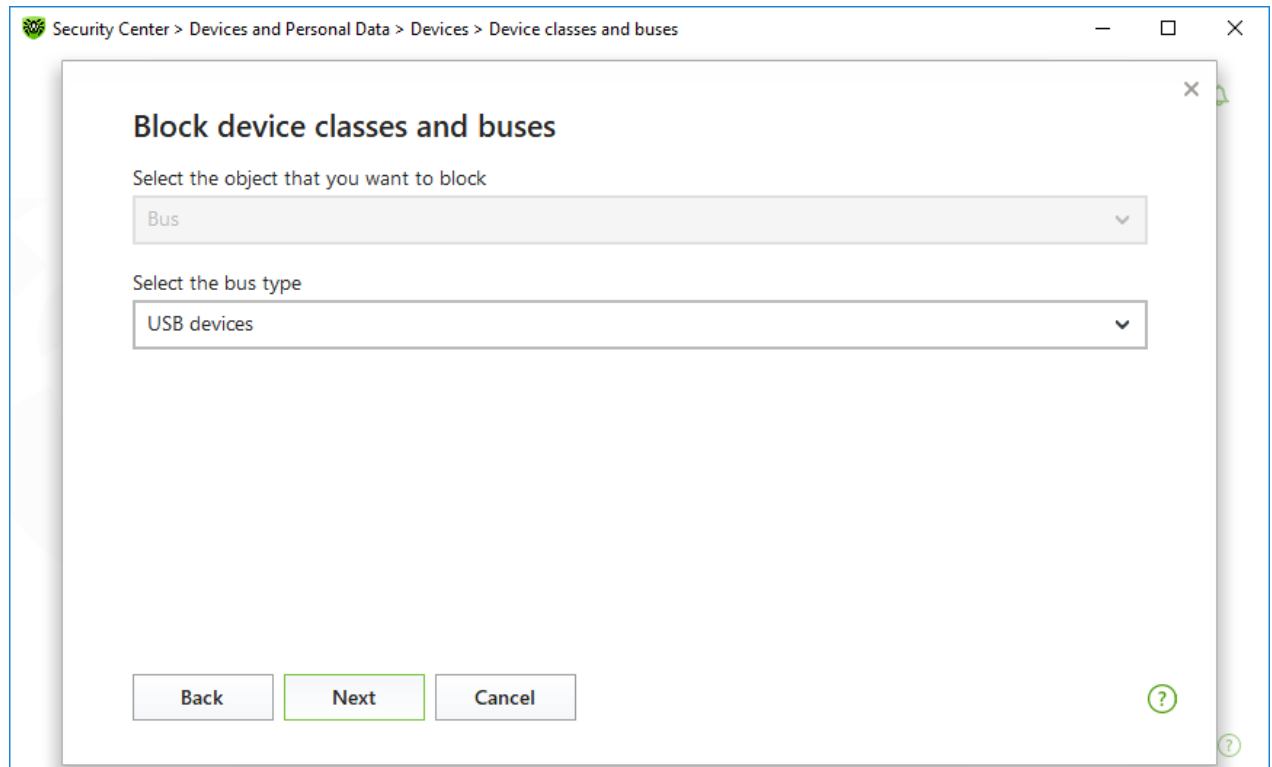 Security Center > Devices and Personal Data > Devices > Device classes and buses
Block device classes and buses
Select the object that you want to block
Bus
Select the bus type
USB devices
Back Next Cancel ?
?